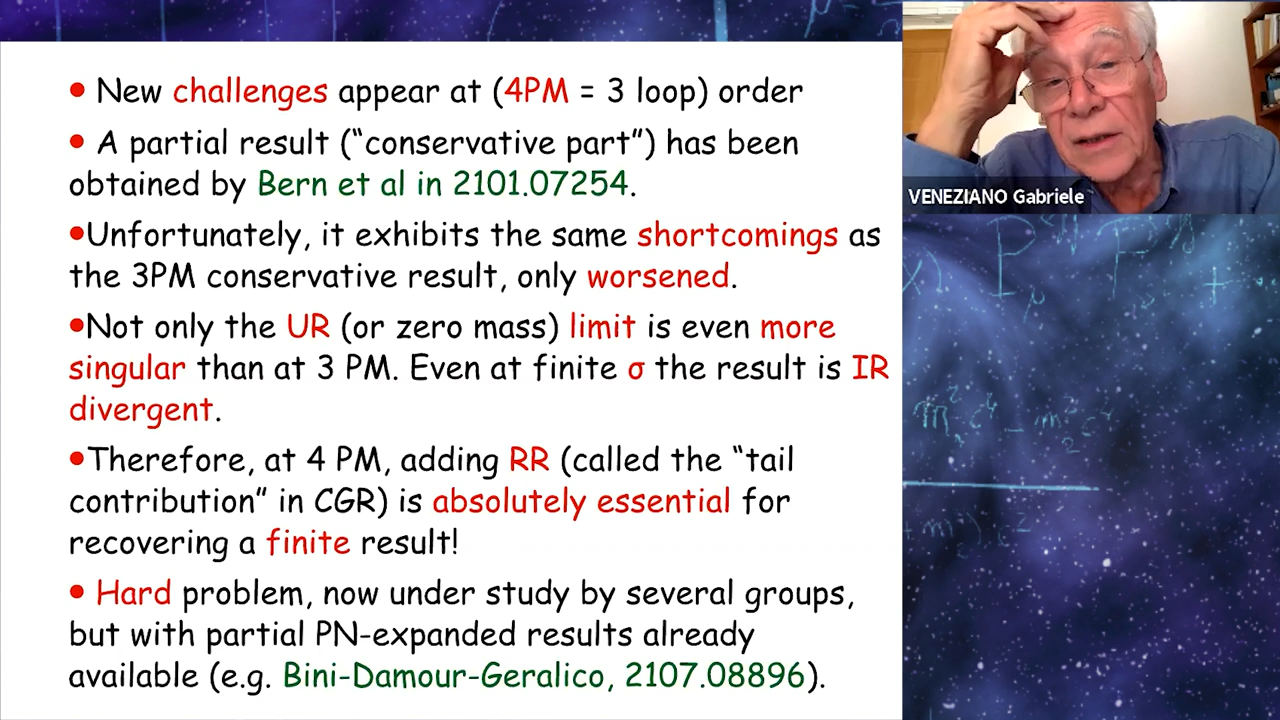 • New challenges appear at (4PM = 3 loop) order
• A partial result (“conservative part”) has been
obtained by Bern et al in 2101.07254.
•Unfortunately, it exhibits the same shortcomings as
the 3PM conservative result, only worsened.
•Not only the UR (or zero mass) limit is even more
singular than at 3 PM. Even at finite σ the result is IR
divergent.
•Therefore, at 4 PM, adding RR (called the “tail
contribution” in CGR) is absolutely essential for
recovering a finite result!
• Hard problem, now under study by several groups,
but with partial PN-expanded results already
available (e.g. Bini-Damour-Geralico, 2107.08896).
VENEZIANO Gabriele